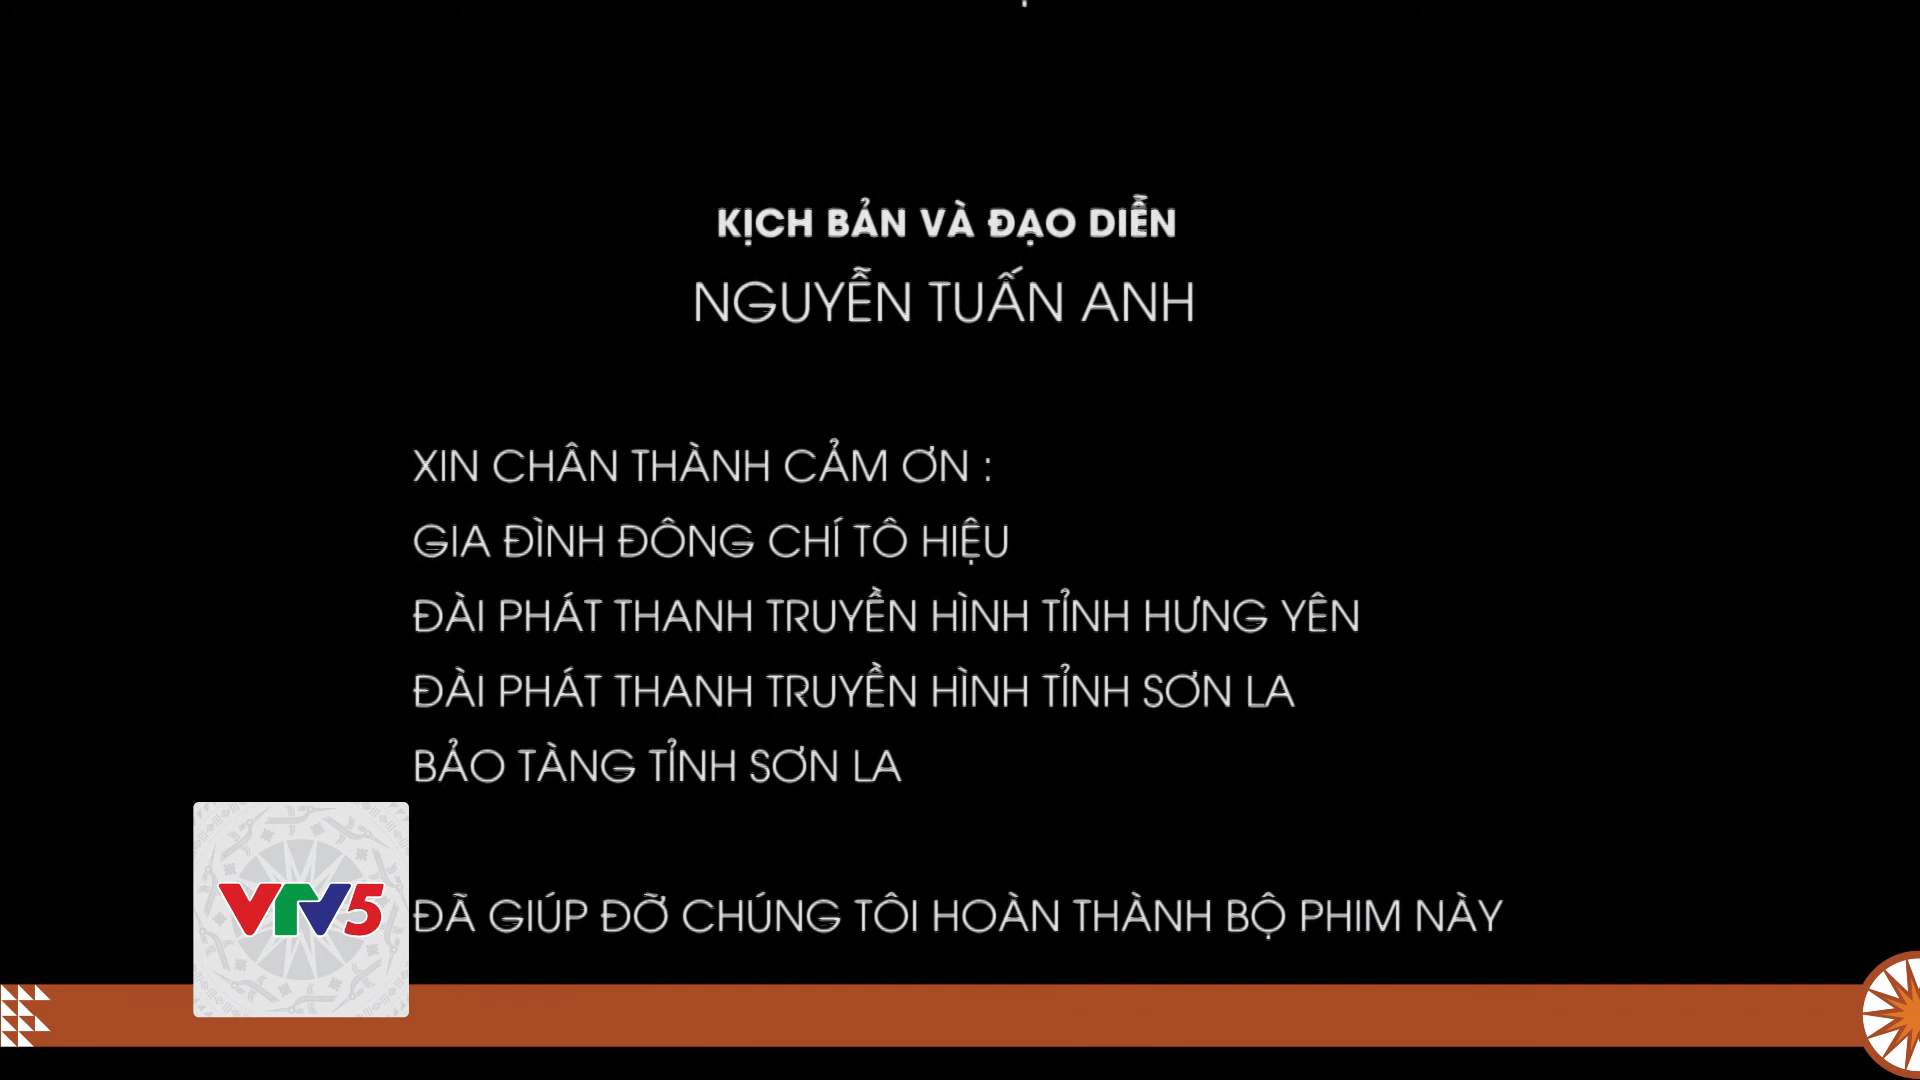 KỊCH BẢN VÀ ĐẠO DIỄN
NGUYỄN TUẤN ANH
XIN CHÂN THÀNH CẢM ƠN :
GIA ĐÌNH ĐÔNG CHÍ TÔ HIỆU
ĐÀI PHÁT THANH TRUYỀN HÌNH TỈNH HƯNG YÊN
ĐÀI PHÁT THANH TRUYỀN HÌNH TỈNH SƠN LA
BẢO TÀNG TỈNH SƠN LA
VTV5
ĐÃ GIÚP ĐỠ CHÚNG TÔI HOÀN THÀNH BỘ PHIM NÀY